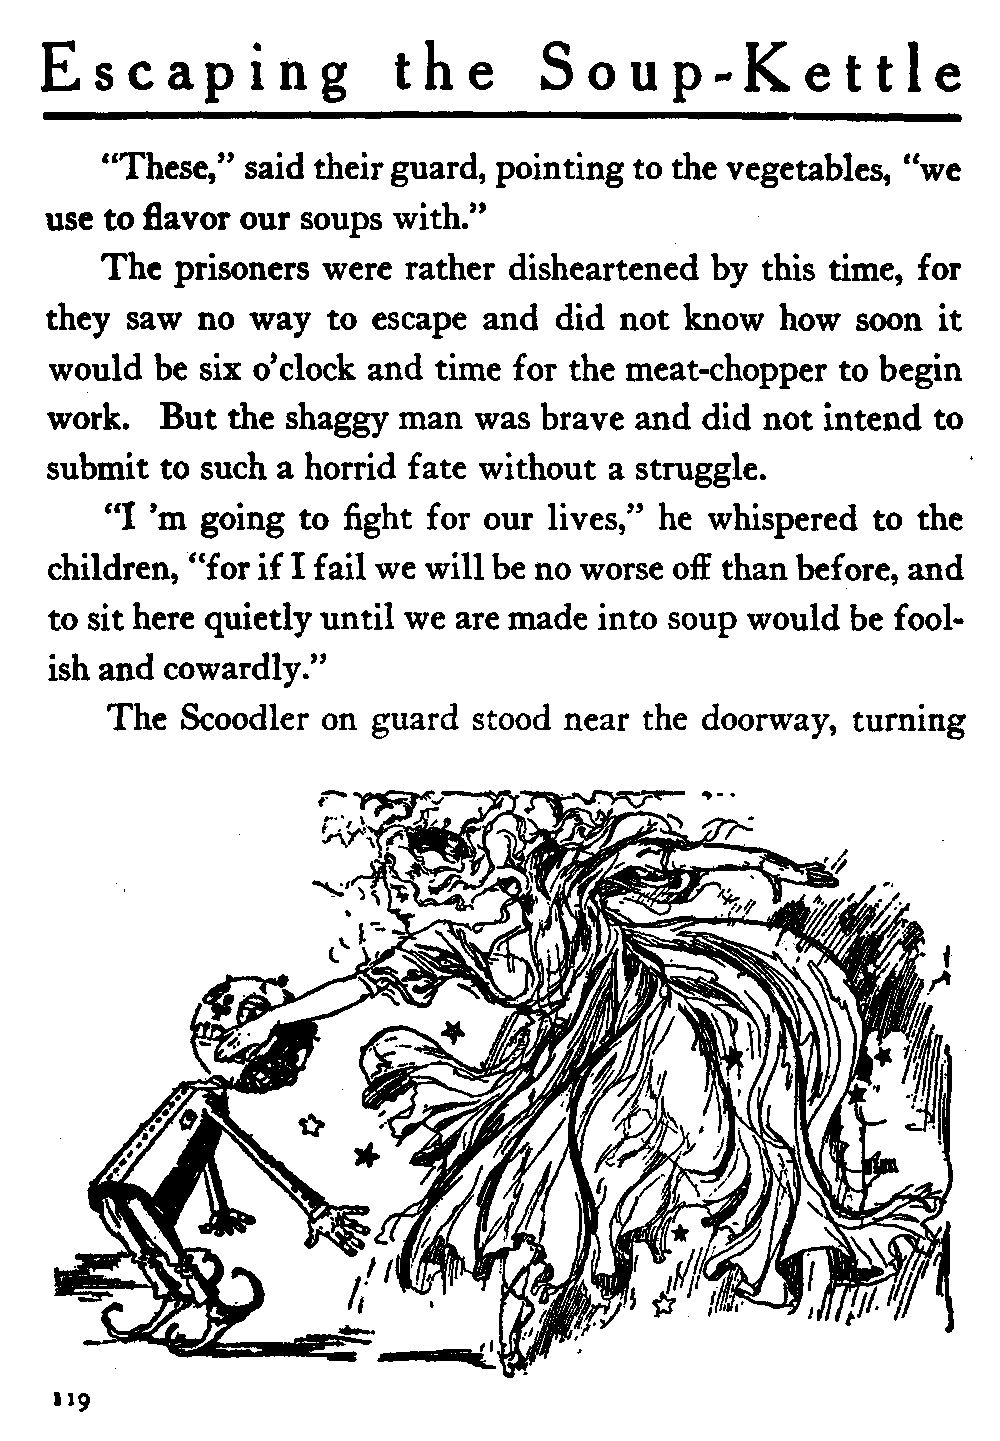 Escaping the Soup-Kettle
“These,” said their guard, pointing to the vegetables, “we
use to flavor our soups with.”
The prisoners were rather disheartened by this time, for
they saw no way to escape and did not know how soon it
would be six o’clock and time for the meat-chopper to begin
work. But the shaggy man was brave and did not intend to
submit to such a horrid fate without a struggle.
“I ’m going to fight for our lives,” he whispered to the
children, “for if I fail we will be no worse off than before, and
to sit here quietly until we are made into soup would be fool-
ish and cowardly.”
The Scoodler on guard stood near the doorway, turning
119